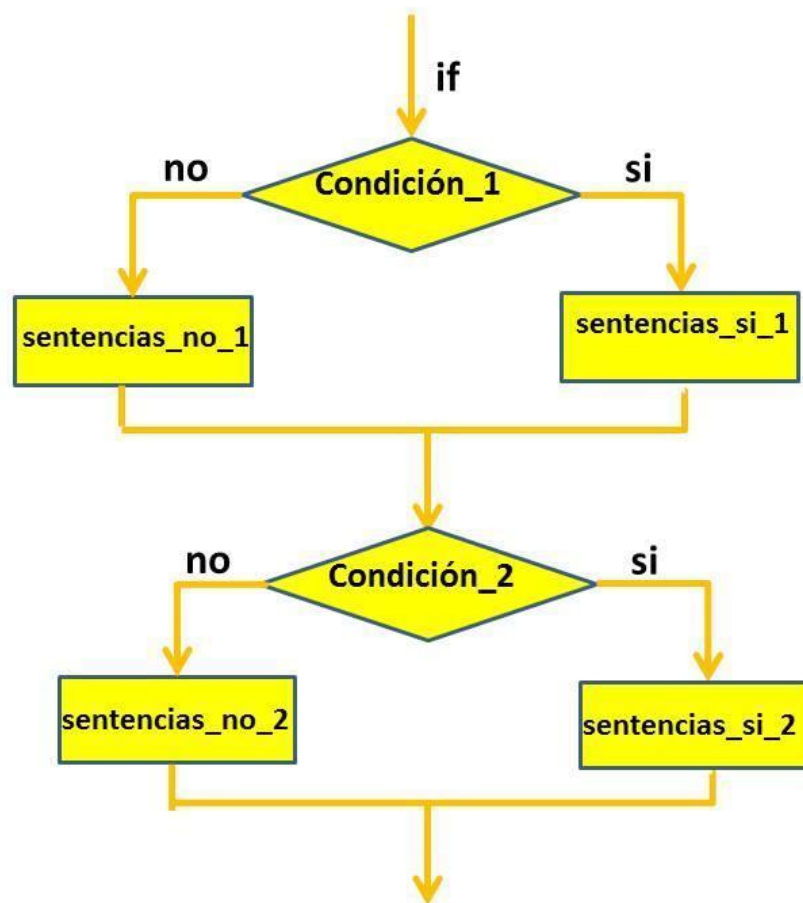 if
no
Condición_1
si
sentencias_no_1
sentencias_si_1
no
Condición_2
si
sentencias_no_2
sentencias_si_2